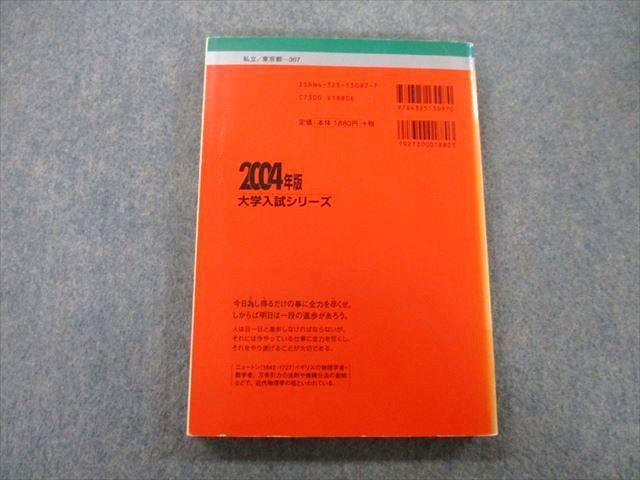 私立／東京都―367
ISBN4-325-13097-7
C7300 ¥1880E
定価 本体 1,880円 +税
9784325130970
1927300018803
2004年版
大学入試シリーズ
今日為し得るだけの事に全力を尽くせ。
しからば明日は一段の進歩があろう。
人は日一日と進歩しなければならないが、
それには今やっている仕事に全力を尽くし、
それをやり遂げることが大切である。
ニュートン(1642-1727)イギリスの物理学者・
数学者。万有引力の法則や微積分法の創始
などで、近代物理学の祖といわれている。